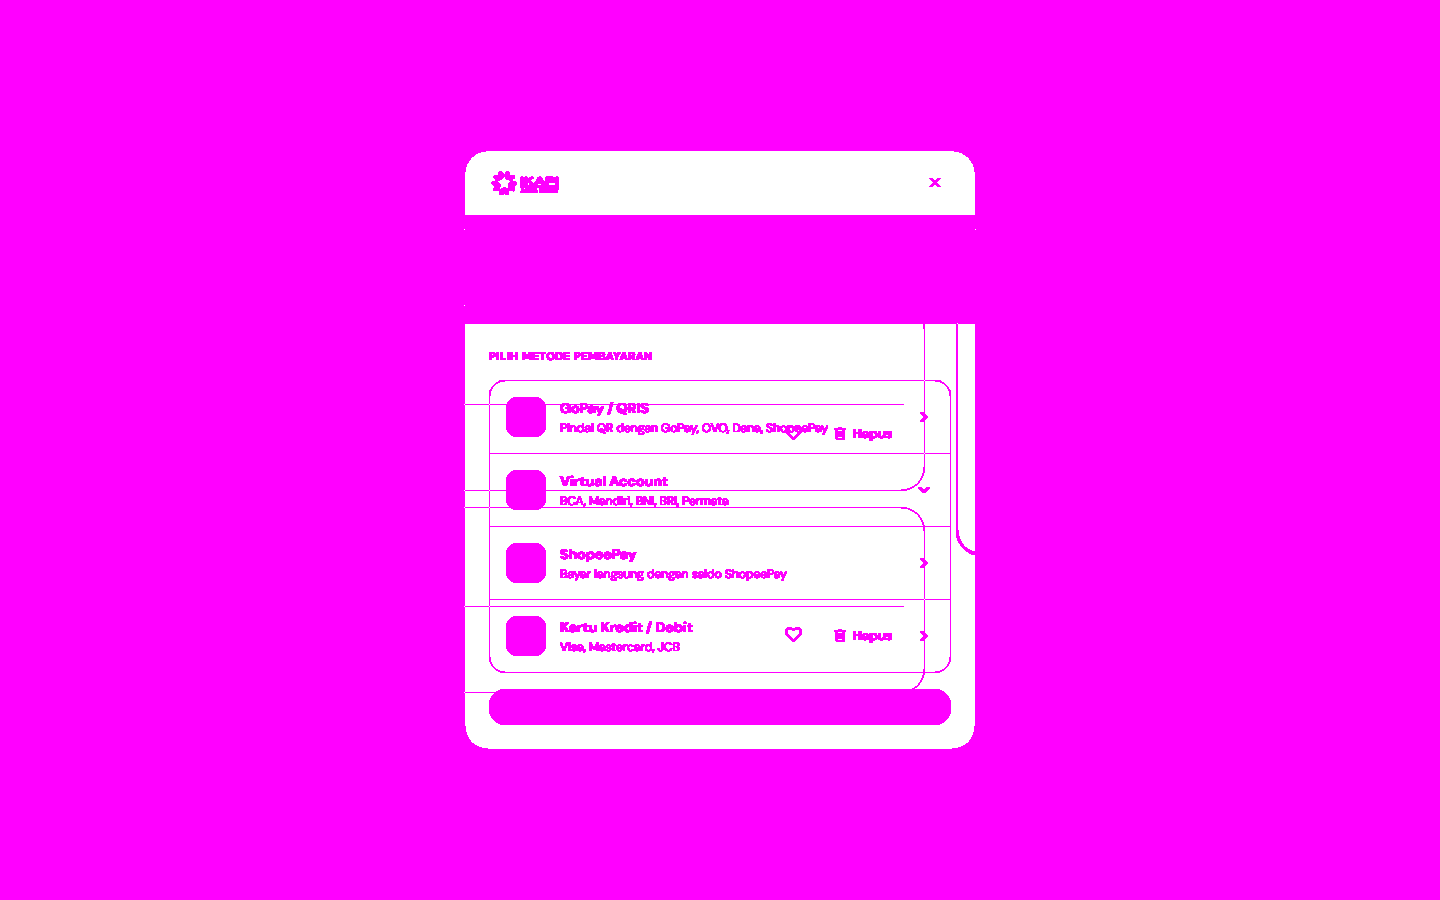 IKAPI
PILIH METODE PEMBAYARAN
GoPay / QRIS
Pindai QR dengan GoPay, OVO, Dana, ShopeePay
Hapus
Virtual Account
BCA, Mandiri, BNI, BRI, Permata
ShopeePay
Bayar langsung dengan saldo ShopeePay
Kartu Kredit / Debit
Hapus
Visa, Mastercard, JCB